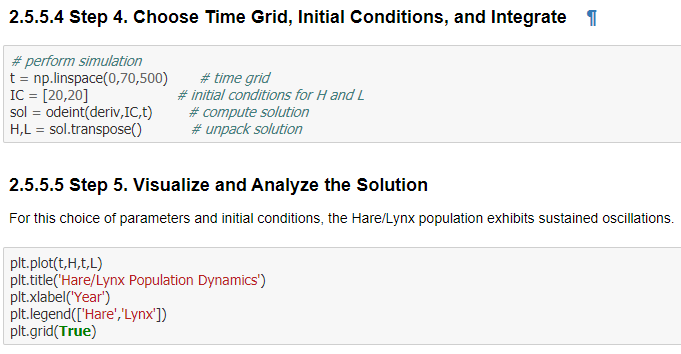 2.5.5.4 Step 4. Choose Time Grid, Initial Conditions, and Integrate ¶
# perform simulation
t = np.linspace(0,70,500) # time grid
IC = [20,20] # initial conditions for H and L
sol = odeint(deriv,IC,t) # compute solution
H,L = sol.transpose() # unpack solution
2.5.5.5 Step 5. Visualize and Analyze the Solution
For this choice of parameters and initial conditions, the Hare/Lynx population exhibits sustained oscillations.
plt.plot(t,H,t,L)
plt.title('Hare/Lynx Population Dynamics')
plt.xlabel('Year')
plt.legend(['Hare','Lynx'])
plt.grid(True)